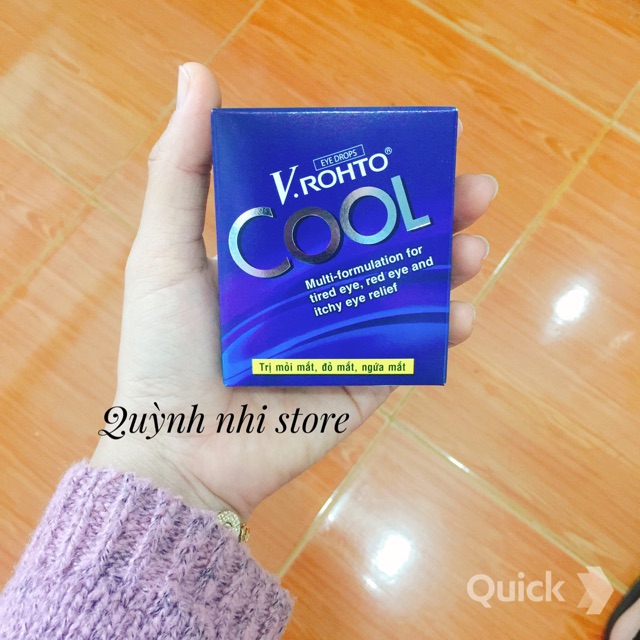 EYE DROPS
V.ROHTO®
COOL
Multi-formulation for
tired eye, red eye and
itchy eye relief
Trị mỏi mắt, đỏ mắt, ngứa mắt
Quỳnh nhi store
Quick